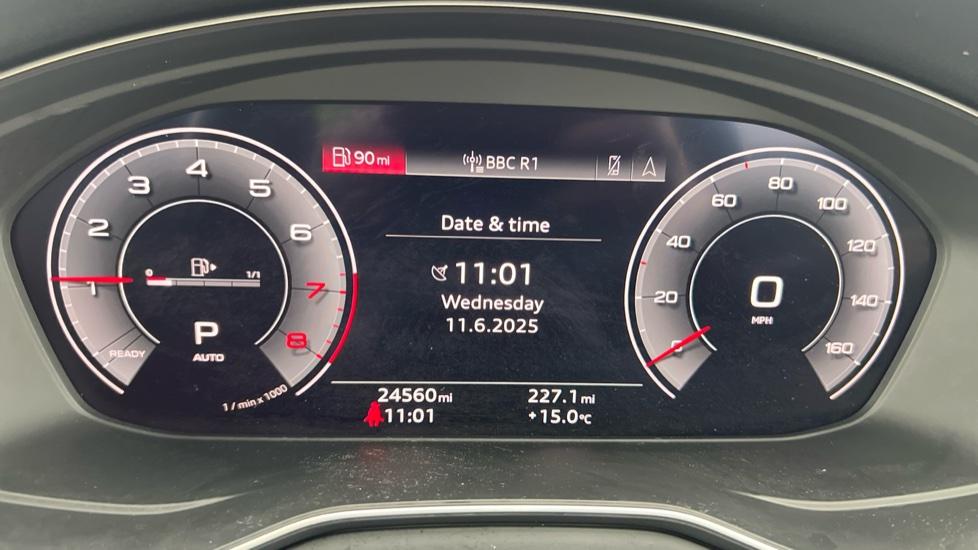 90 mi BBC R1
Date & time
11:01
Wednesday
11.6.2025
24560 mi 227.1 mi
11:01 +15.0°C
READY 1 2 3 4 5 6 7 8
0 1/1
P
AUTO
1 / min x 1000
0 20 40 60 80 100 120 140 160
0
MPH